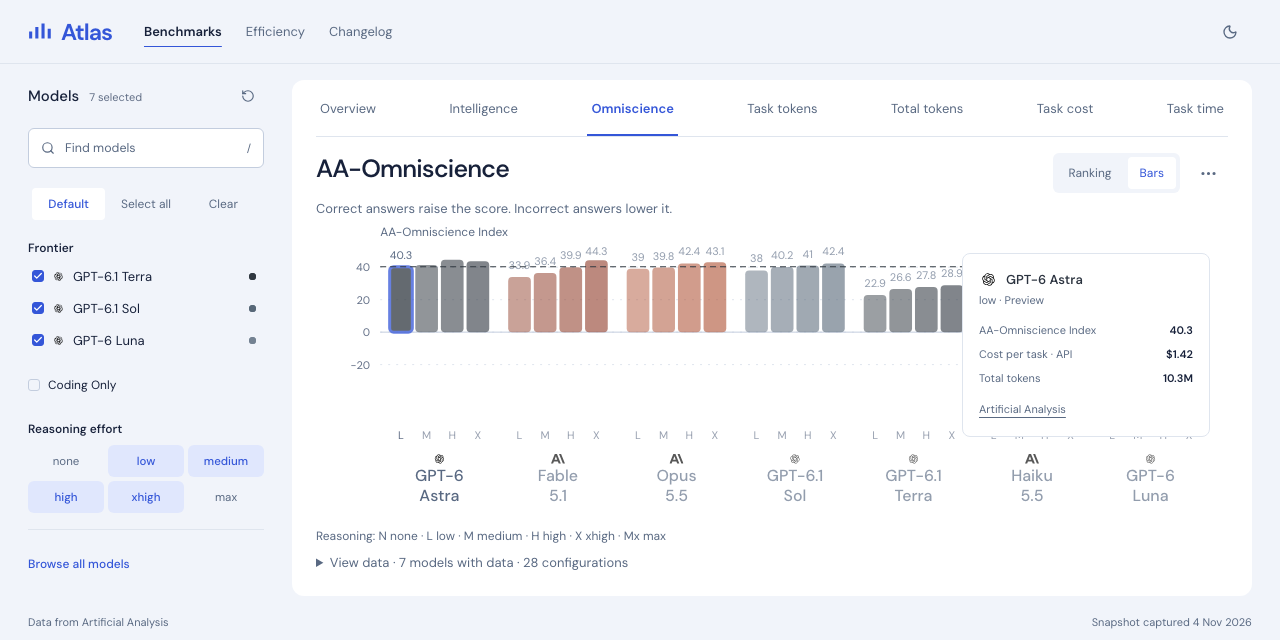 Atlas
Benchmarks Efficiency Changelog
Models 7 selected
Find models /
Default Select all Clear
Frontier
GPT-6.1 Terra
GPT-6.1 Sol
GPT-6 Luna
Coding Only
Reasoning effort
none low medium
high xhigh max
Browse all models
Overview Intelligence Omniscience Task tokens Total tokens Task cost Task time
AA-Omniscience
Ranking Bars
Correct answers raise the score. Incorrect answers lower it.
AA-Omniscience Index
40.3 33.9 36.4 39.9 44.3 39 39.8 42.4 43.1 38 40.2 41 42.4 22.9 26.6 27.8 28.9
40
20
0
−20
GPT-6 Astra
low · Preview
AA-Omniscience Index 40.3
Cost per task · API $1.42
Total tokens 10.3M
Artificial Analysis
L M H X L M H X L M H X L M H X L M H X
GPT-6 Astra
Fable 5.1
Opus 5.5
GPT-6.1 Sol
GPT-6.1 Terra
Haiku 5.5
GPT-6 Luna
Reasoning: N none · L low · M medium · H high · X xhigh · Mx max
View data · 7 models with data · 28 configurations
Data from Artificial Analysis
Snapshot captured 4 Nov 2026